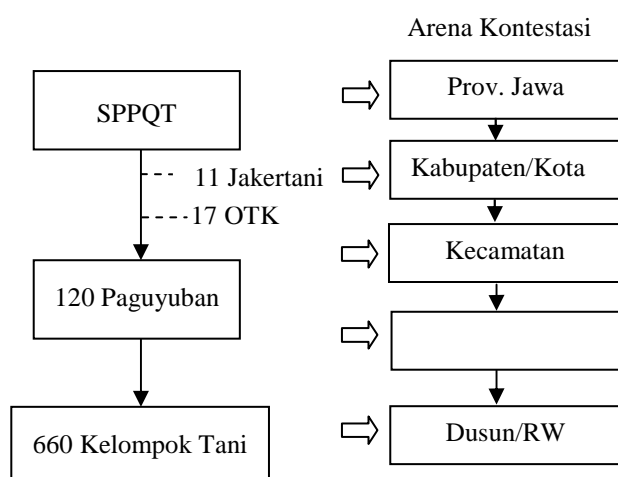 Arena Kontestasi
SPPQT
Prov. Jawa
11 Jakertani
Kabupaten/Kota
17 OTK
Kecamatan
120 Paguyuban
660 Kelompok Tani
Dusun/RW